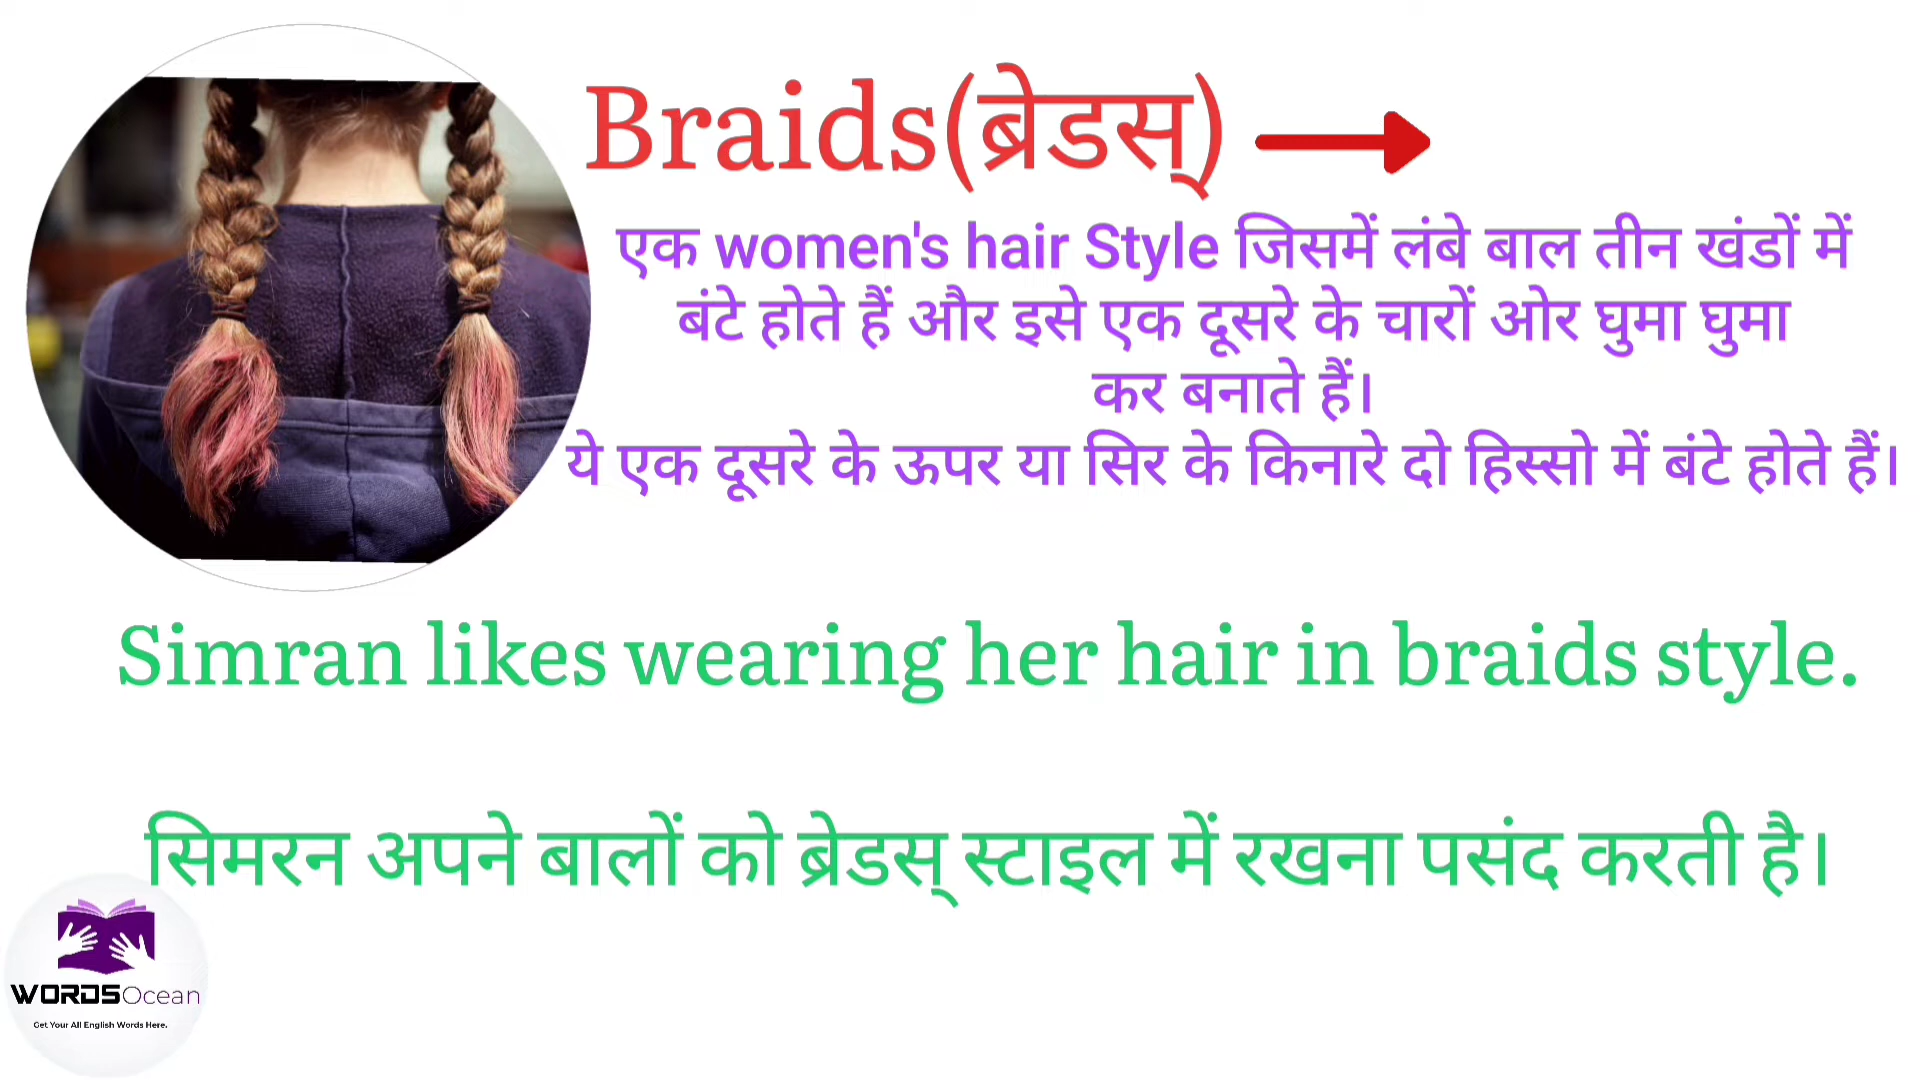 Braids(ब्रेडस्)
एक women's hair Style जिसमें लंबे बाल तीन खंडों में
बंटे होते हैं और इसे एक दूसरे के चारों ओर घुमा घुमा
कर बनाते हैं।
ये एक दूसरे के ऊपर या सिर के किनारे दो हिस्सो में बंटे होते हैं।
Simran likes wearing her hair in braids style.
सिमरन अपने बालों को ब्रेडस् स्टाइल में रखना पसंद करती है।
WORDSOcean
Get Your All English Words Here.